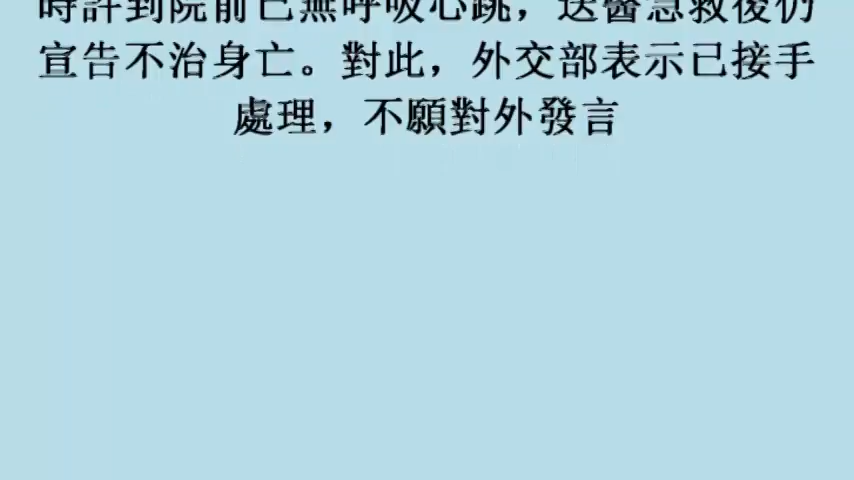 時許到院前已無呼吸心跳，送醫急救後仍
宣告不治身亡。對此，外交部表示已接手
處理，不願對外發言